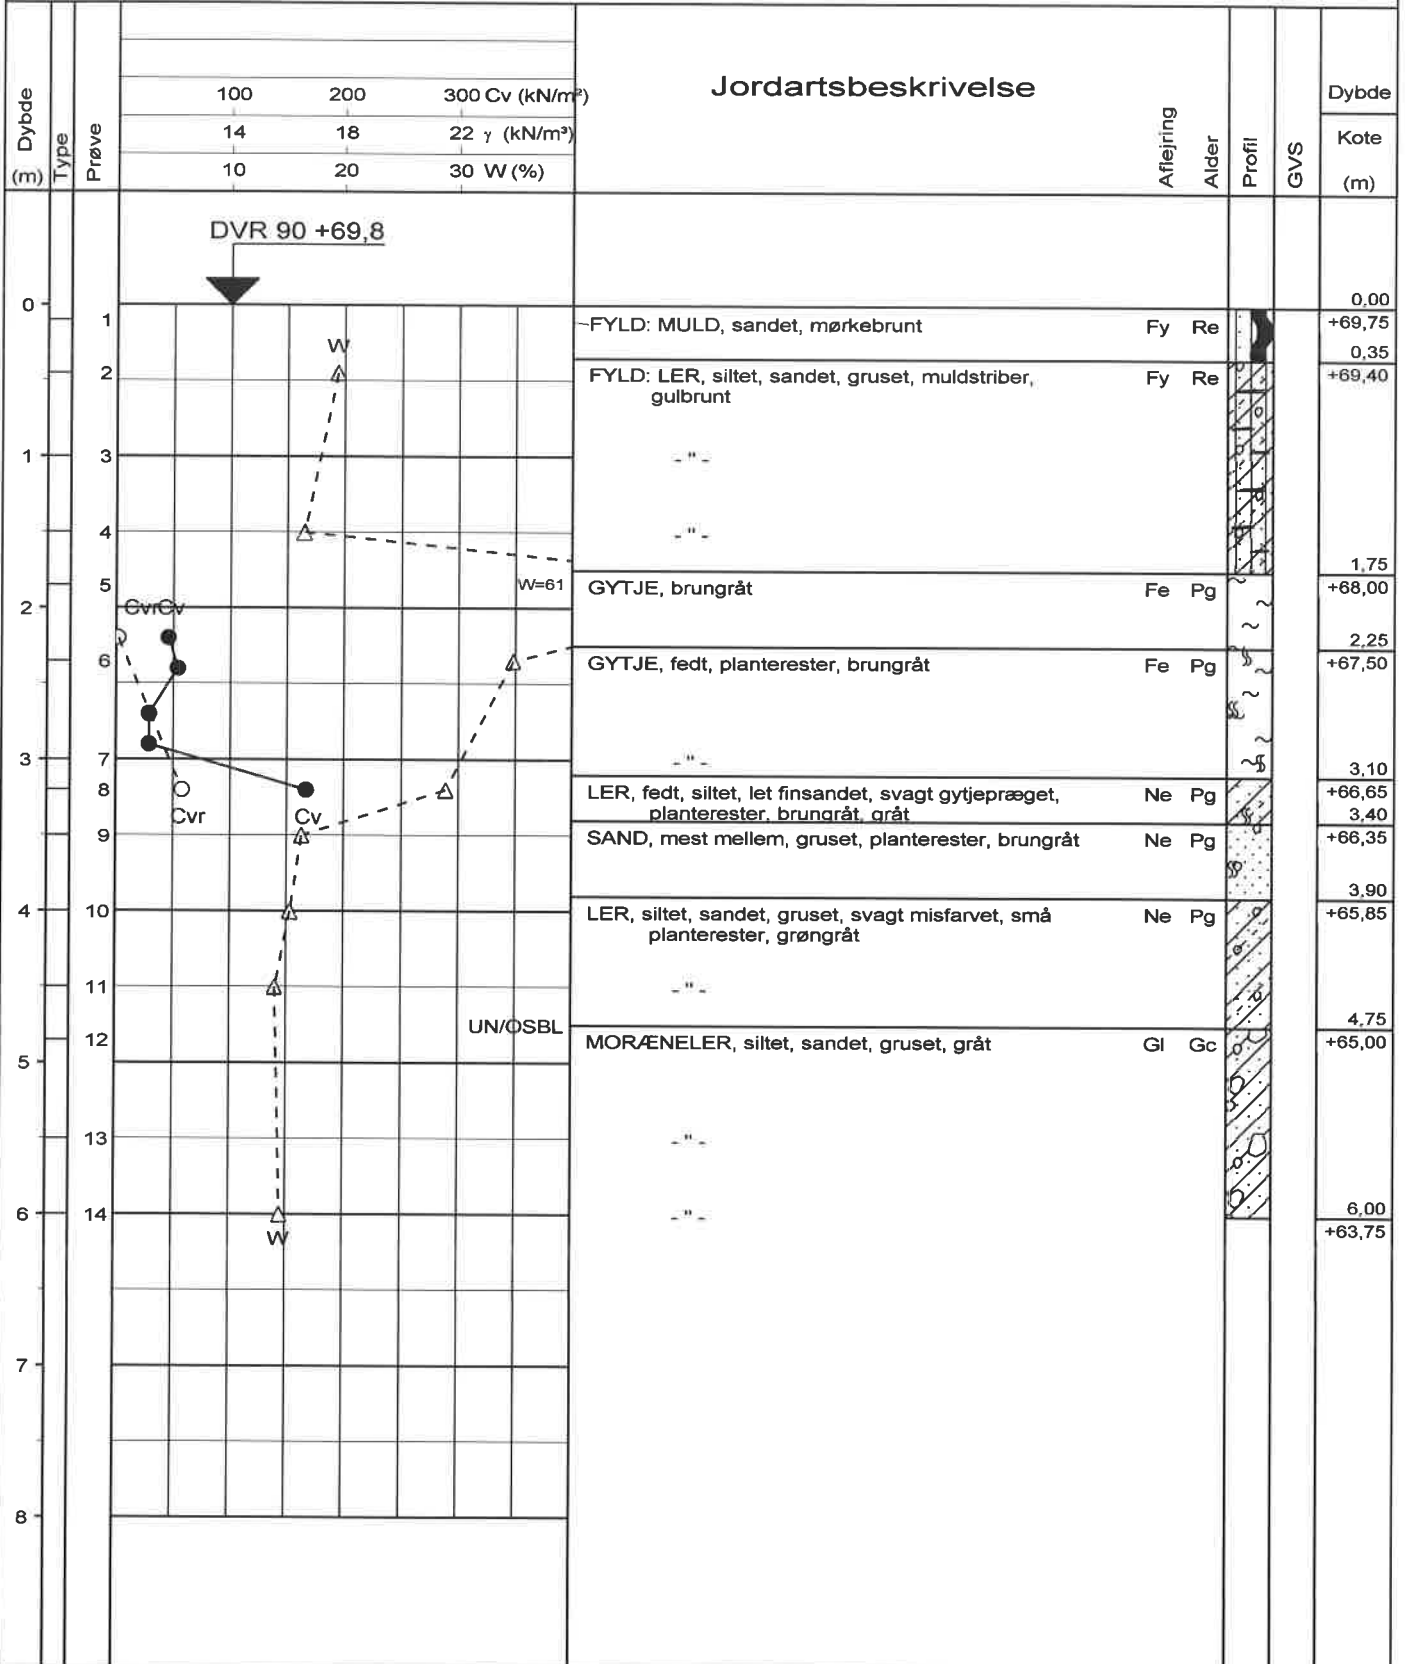 Dybde
(m)
Type
Prøve
100 200 300 Cv (kN/m²)
14 18 22 γ (kN/m³)
10 20 30 W (%)
Jordartsbeskrivelse
Aflejring
Alder
Profil
GVS
Dybde
Kote
(m)
DVR 90 +69,8
0
0,00
1
FYLD: MULD, sandet, mørkebrunt Fy Re
+69,75
W
0,35
2
FYLD: LER, siltet, sandet, gruset, muldstriber, Fy Re
gulbrunt
+69,40
1
3
- " -
4
- " -
1,75
5
W=61
GYTJE, brungråt Fe Pg
+68,00
2
Cvr Cv
2,25
6
GYTJE, fedt, planterester, brungråt Fe Pg
+67,50
3
7
- " -
3,10
8
LER, fedt, siltet, let finsandet, svagt gytjepræget, Ne Pg
planterester, brungråt, gråt
+66,65
Cvr Cv
3,40
9
SAND, mest mellem, gruset, planterester, brungråt Ne Pg
+66,35
3,90
4
10
LER, siltet, sandet, gruset, svagt misfarvet, små Ne Pg
planterester, grøngråt
+65,85
11
- " -
UN/OSBL
4,75
12
MORÆNELER, siltet, sandet, gruset, gråt Gl Gc
+65,00
5
13
- " -
6
14
- " -
6,00
W
+63,75
7
8